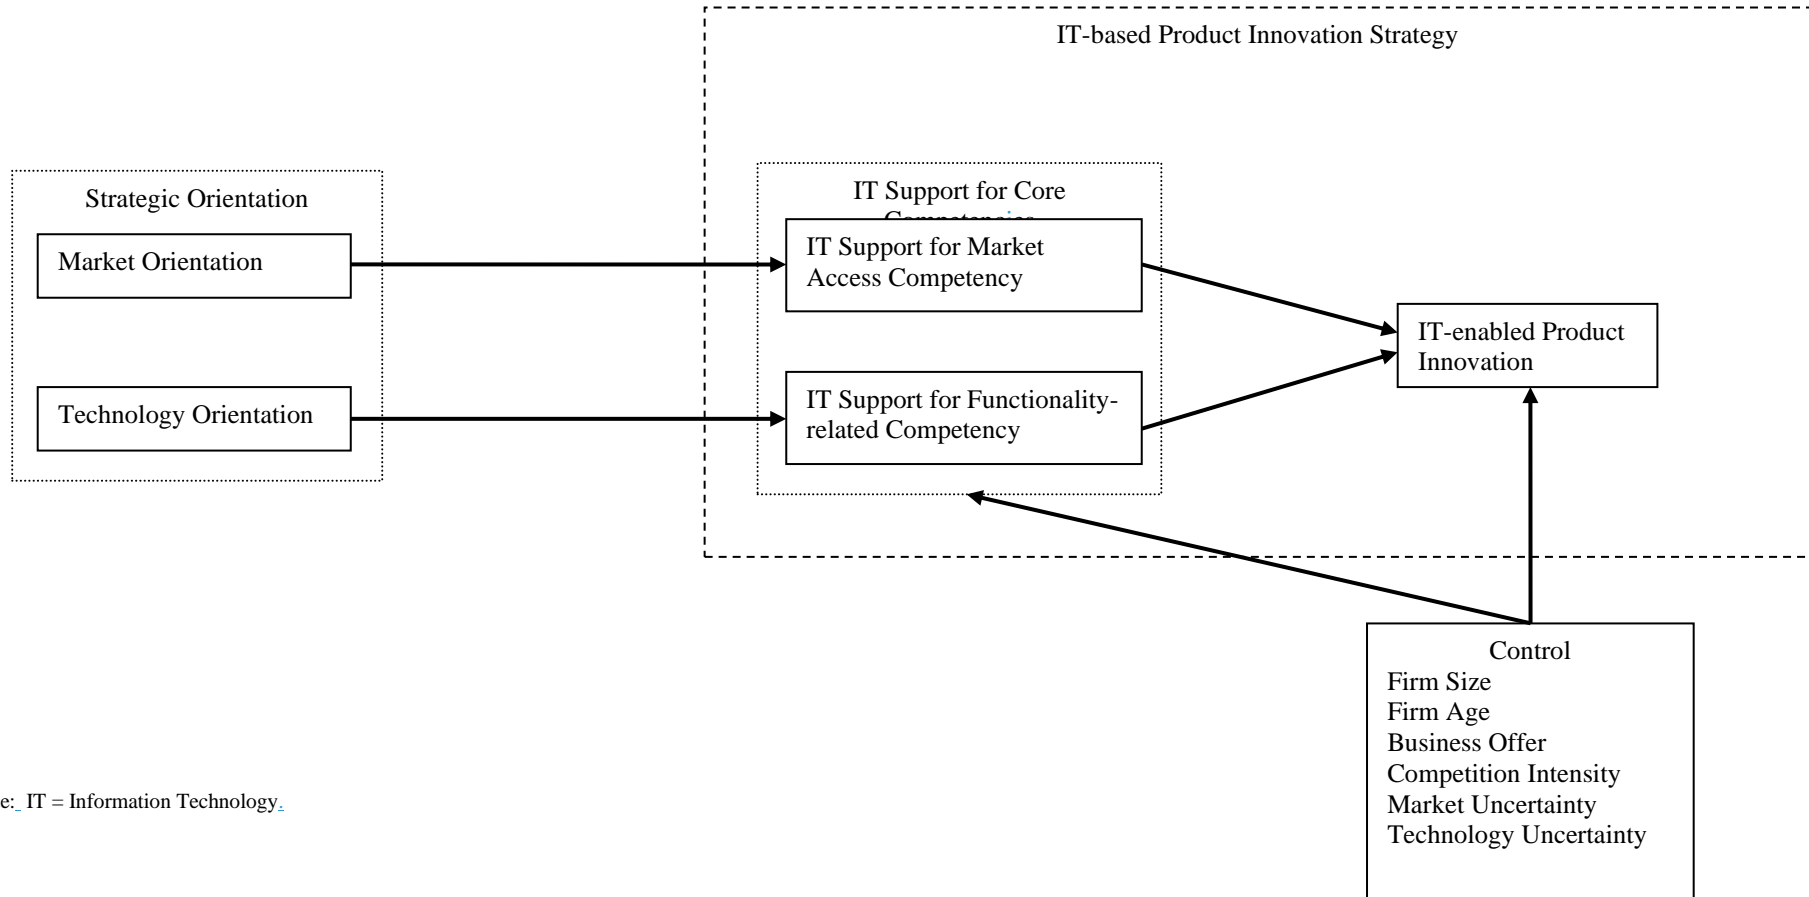 IT-based Product Innovation Strategy
Strategic Orientation
Market Orientation
Technology Orientation
IT Support for Core
IT Support for Market
Access Competency
IT Support for Functionality-
related Competency
IT-enabled Product
Innovation
Control
Firm Size
Firm Age
Business Offer
Competition Intensity
Market Uncertainty
Technology Uncertainty
e: IT = Information Technology.